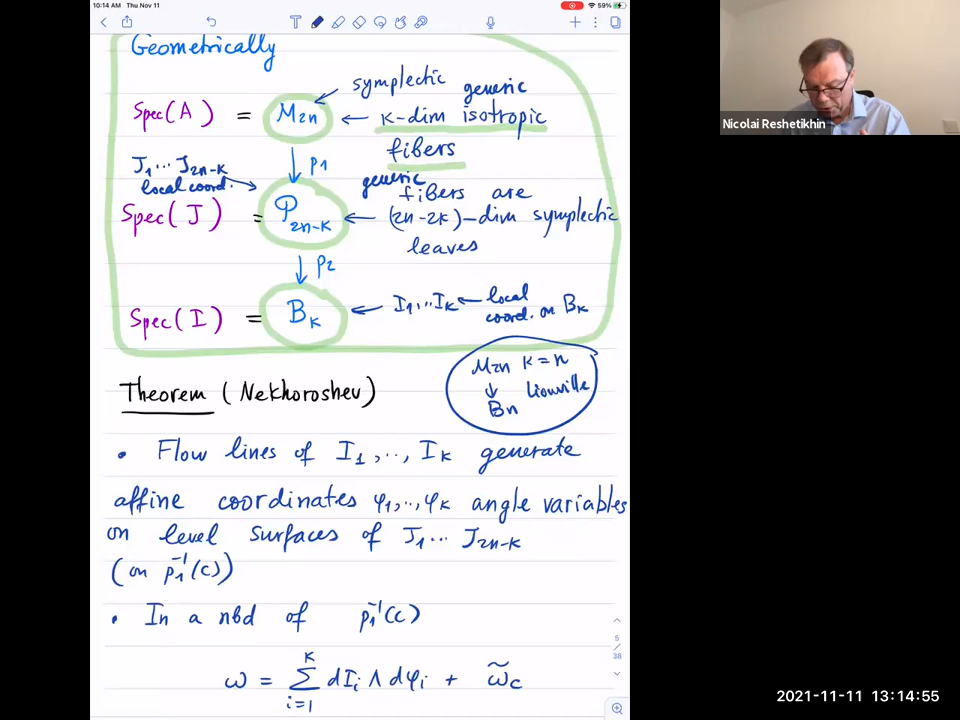 10:14 AM Thu Nov 11
59%
Geometrically
symplectic
Spec(A) = M2n ← k-dim isotropic
generic
fibers
J1 ... J2n-k
local coord.
↓ p1
generic
fibers are
Spec(J) = P2n-k ← (2n-2k)-dim symplectic
leaves
↓ p2
Spec(I) = Bk ← I1,..Ik ← local
coord. on Bk
M2n k=n
↓ Liouville
Bn
Theorem (Nekhoroshev)
• Flow lines of I1,..,Ik generate
affine coordinates φ1,..,φk angle variables
on level surfaces of J1... J2n-k
(on p1^-1(c))
• In a nbd of p1^-1(c)
ω = Σ_{i=1}^{k} dIi ∧ dφi + ω̃c
5
/
38
Nicolai Reshetikhin
2021-11-11 13:14:55